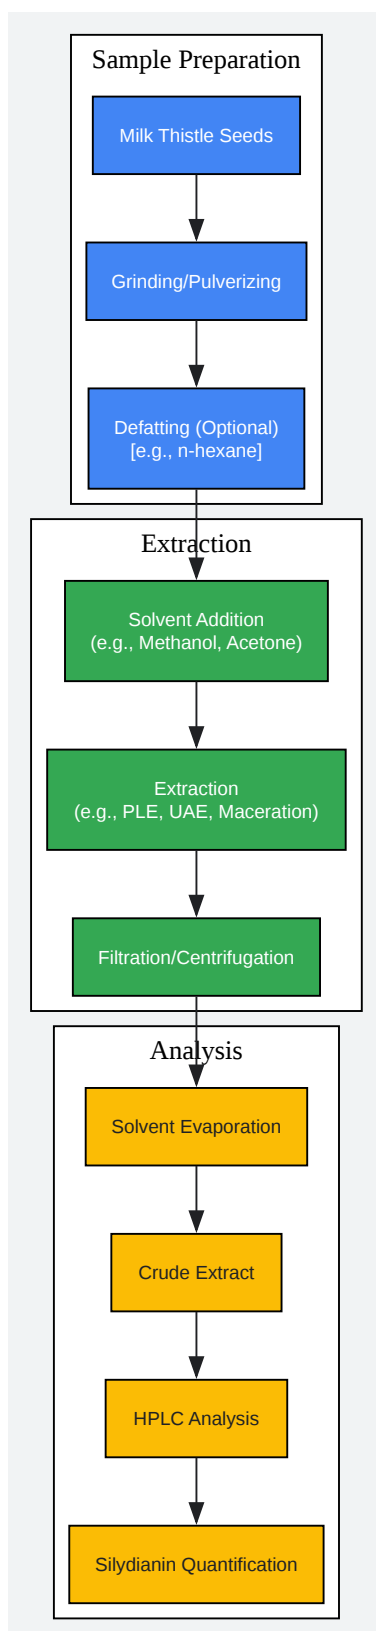 Sample Preparation
Milk Thistle Seeds
Grinding/Pulverizing
Defatting (Optional)
[e.g., n-hexane]
Extraction
Solvent Addition
(e.g., Methanol, Acetone)
Extraction
(e.g., PLE, UAE, Maceration)
Filtration/Centrifugation
Analysis
Solvent Evaporation
Crude Extract
HPLC Analysis
Silydianin Quantification